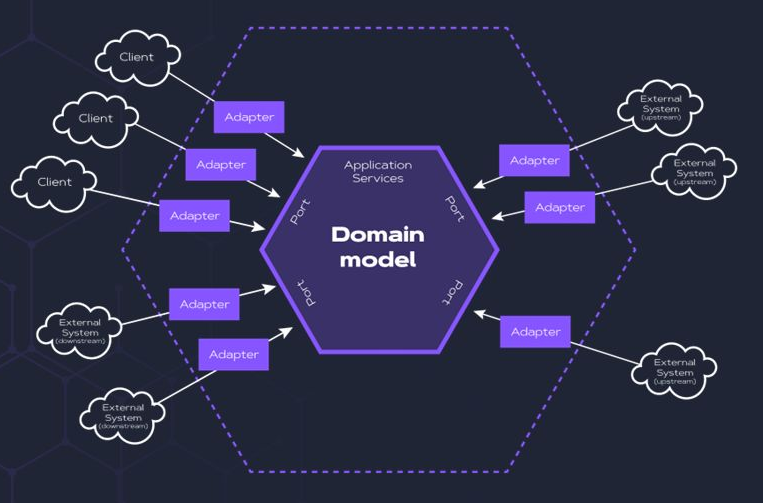 Client
Client
Client
Adapter
Adapter
Adapter
External
System
(downstream)
Adapter
External
System
(downstream)
Adapter
Application
Services
Port
Port
Domain
model
Port
Port
External
System
(upstream)
Adapter
External
System
(upstream)
Adapter
External
System
(upstream)
Adapter